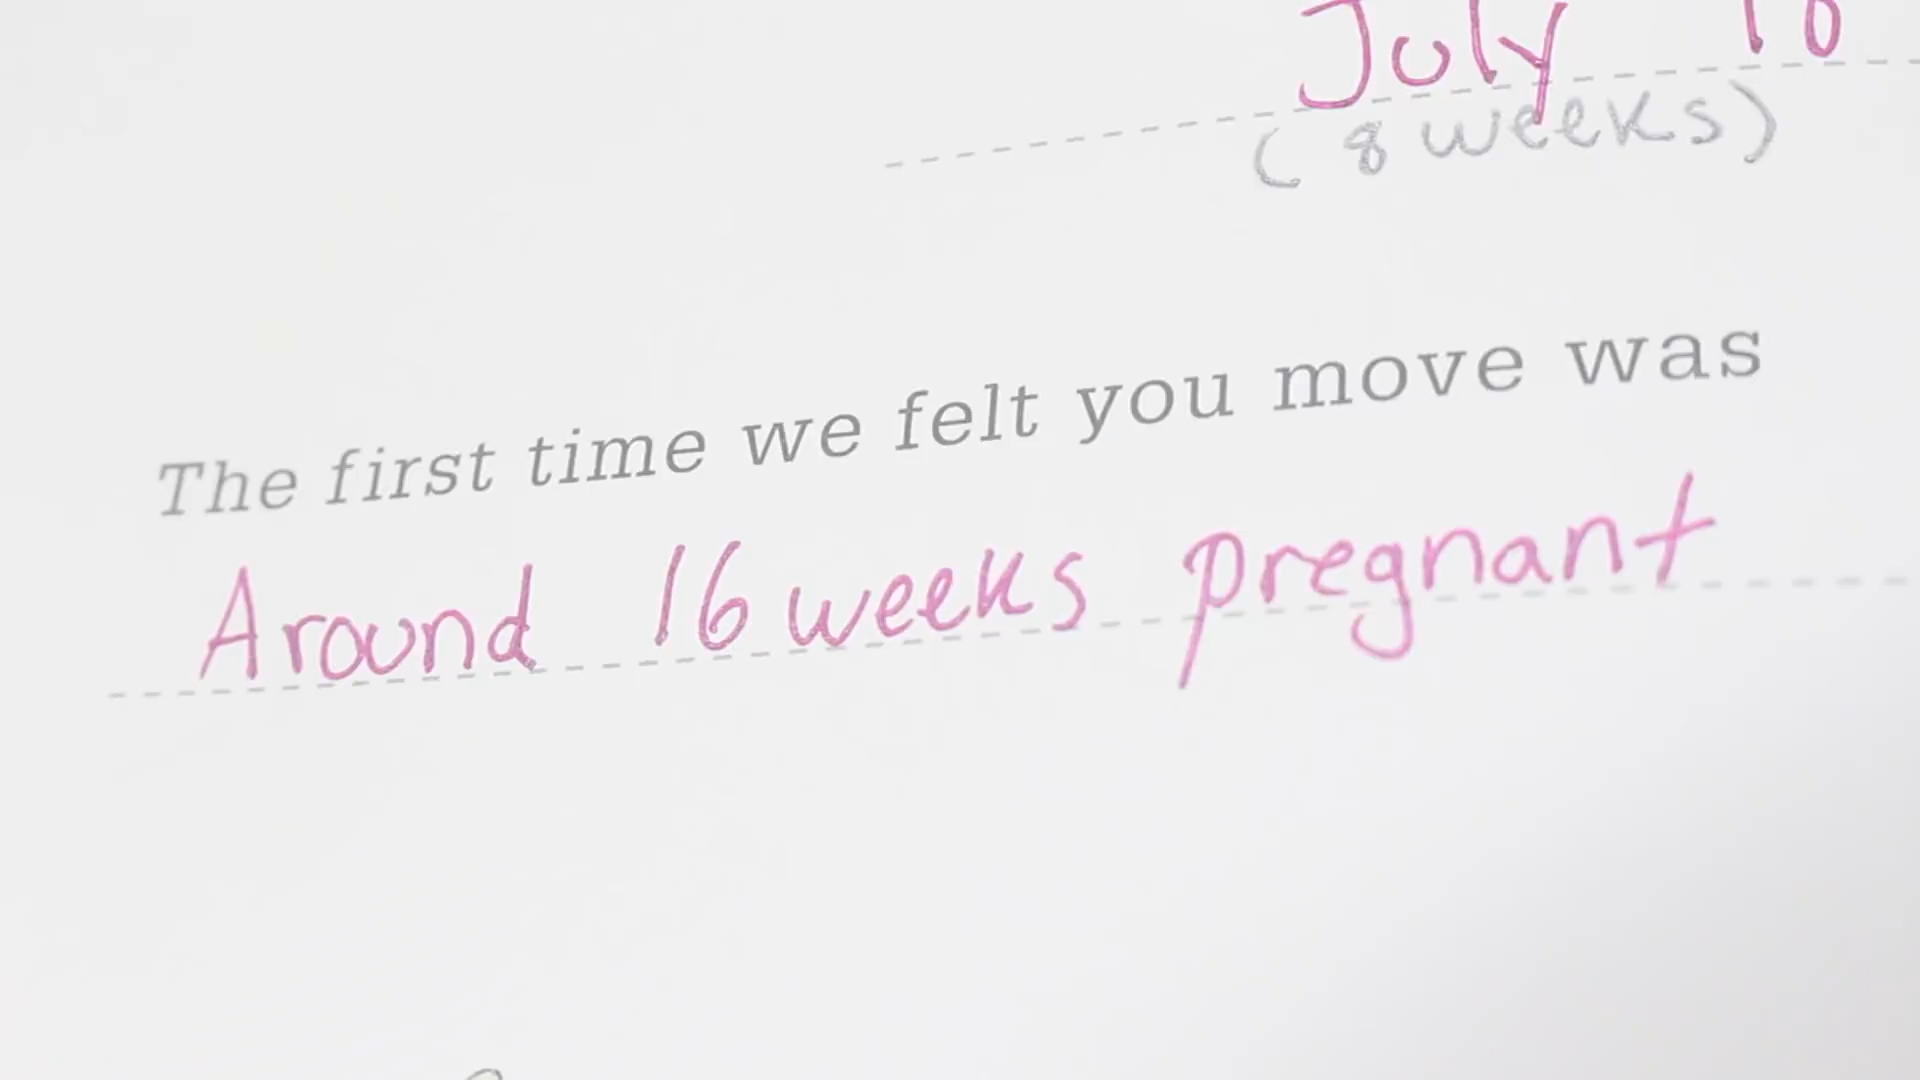 July
(8 weeks)
The first time we felt you move was
Around 16 weeks pregnant